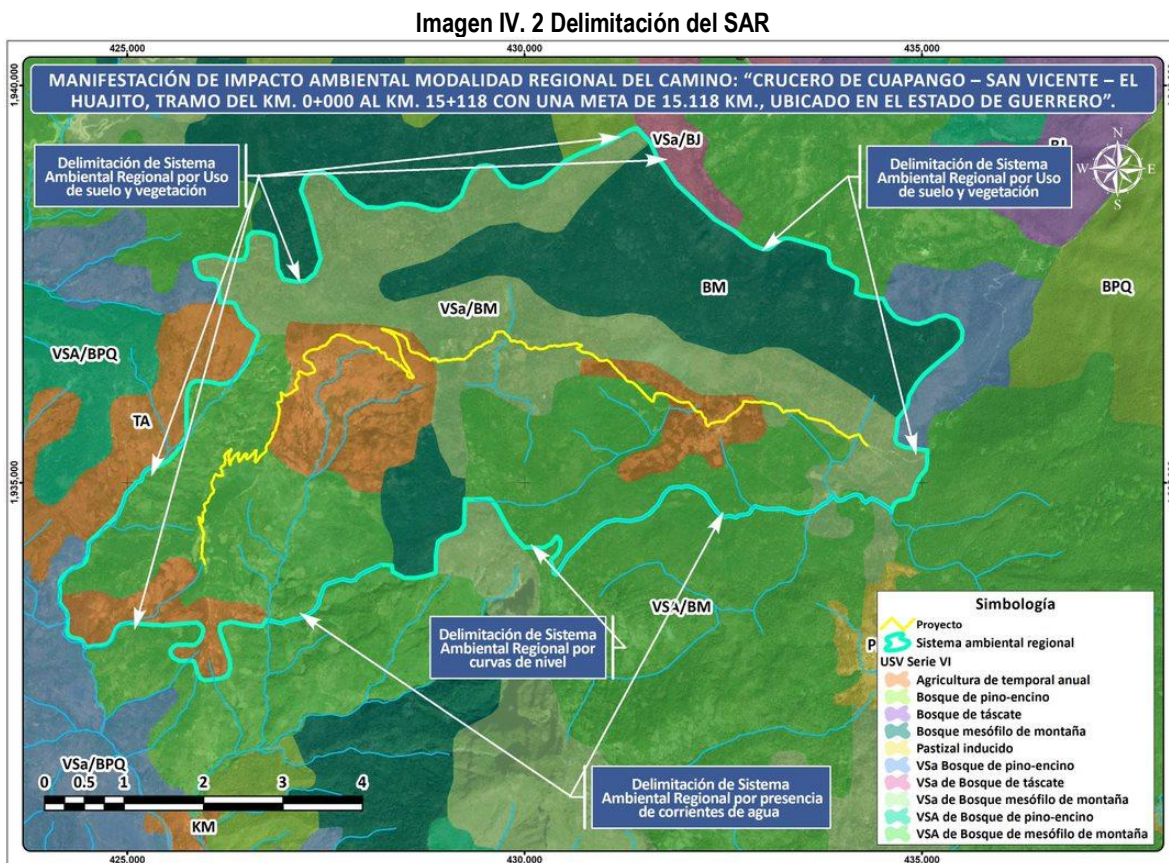 Imagen IV. 2 Delimitación del SAR
425,000
430,000
435,000
1,940,000
MANIFESTACIÓN DE IMPACTO AMBIENTAL MODALIDAD REGIONAL DEL CAMINO: “CRUCERO DE CUAPANGO – SAN VICENTE – EL
HUAJITO, TRAMO DEL KM. 0+000 AL KM. 15+118 CON UNA META DE 15.118 KM., UBICADO EN EL ESTADO DE GUERRERO”.
Delimitación de Sistema
Ambiental Regional por Uso
de suelo y vegetación
VSa/BJ
Delimitación de Sistema
Ambiental Regional por Uso
de suelo y vegetación
BJ
N
W
E
S
BM
BPQ
VSa/BM
VSA/BPQ
TA
1,935,000
VSA/BM
Delimitación de Sistema
Ambiental Regional por
curvas de nivel
Simbología
Proyecto
Sistema ambiental regional
USV Serie VI
Agricultura de temporal anual
Bosque de pino-encino
Bosque de táscate
Bosque mesófilo de montaña
Pastizal inducido
VSa Bosque de pino-encino
VSa de Bosque de táscate
VSa de Bosque mesófilo de montaña
VSA de Bosque de pino-encino
VSA de Bosque de mesófilo de montaña
VSa/BPQ
0 0.5 1 2 3 4
KM
Delimitación de Sistema
Ambiental Regional por presencia
de corrientes de agua
425,000
430,000
435,000